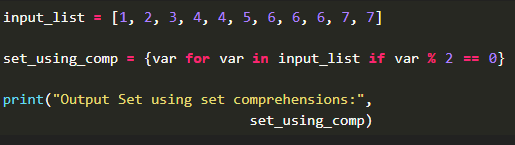 input_list = [1, 2, 3, 4, 4, 5, 6, 6, 6, 7, 7]
set_using_comp = {var for var in input_list if var % 2 == 0}
print("Output Set using set comprehensions:",
set_using_comp)